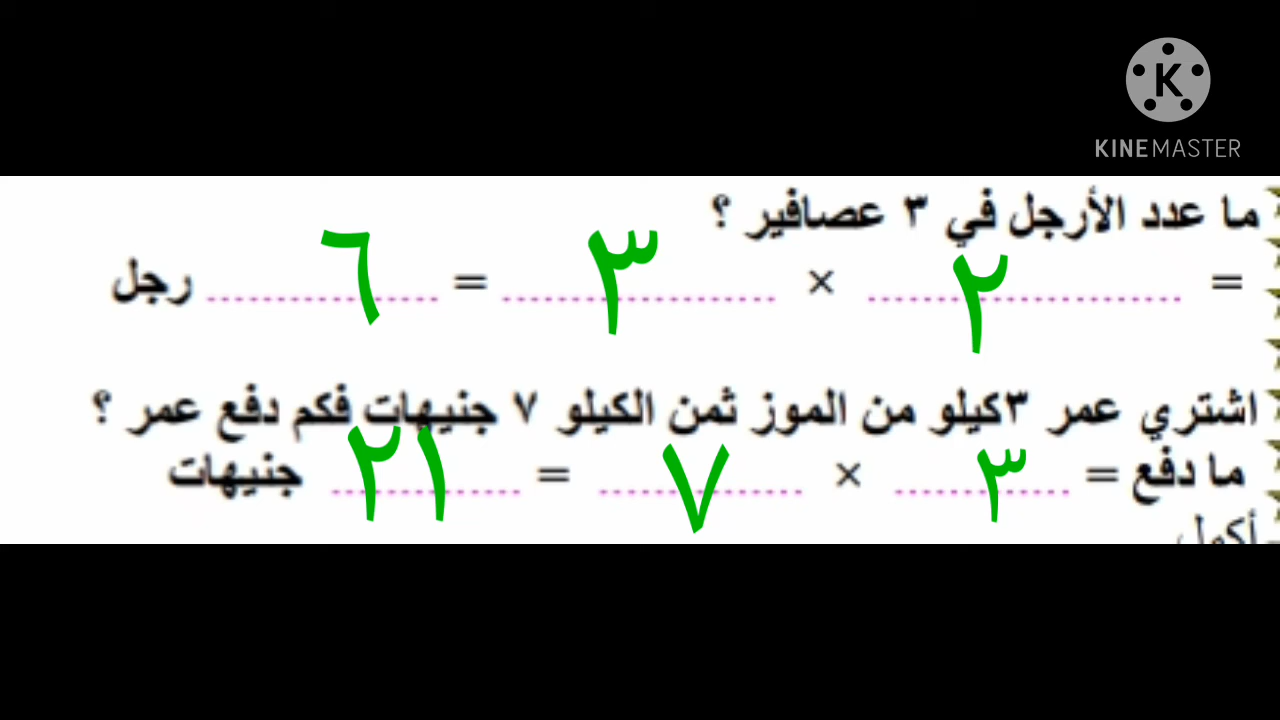 KINEMASTER
ما عدد الأرجل في ٣ عصافير ؟
= ٢ × ٣ = ٦ رجل
اشتري عمر ٣كيلو من الموز ثمن الكيلو ٧ جنيهات فكم دفع عمر ؟
ما دفع = ٣ × ٧ = ٢١ جنيهات
أكمل